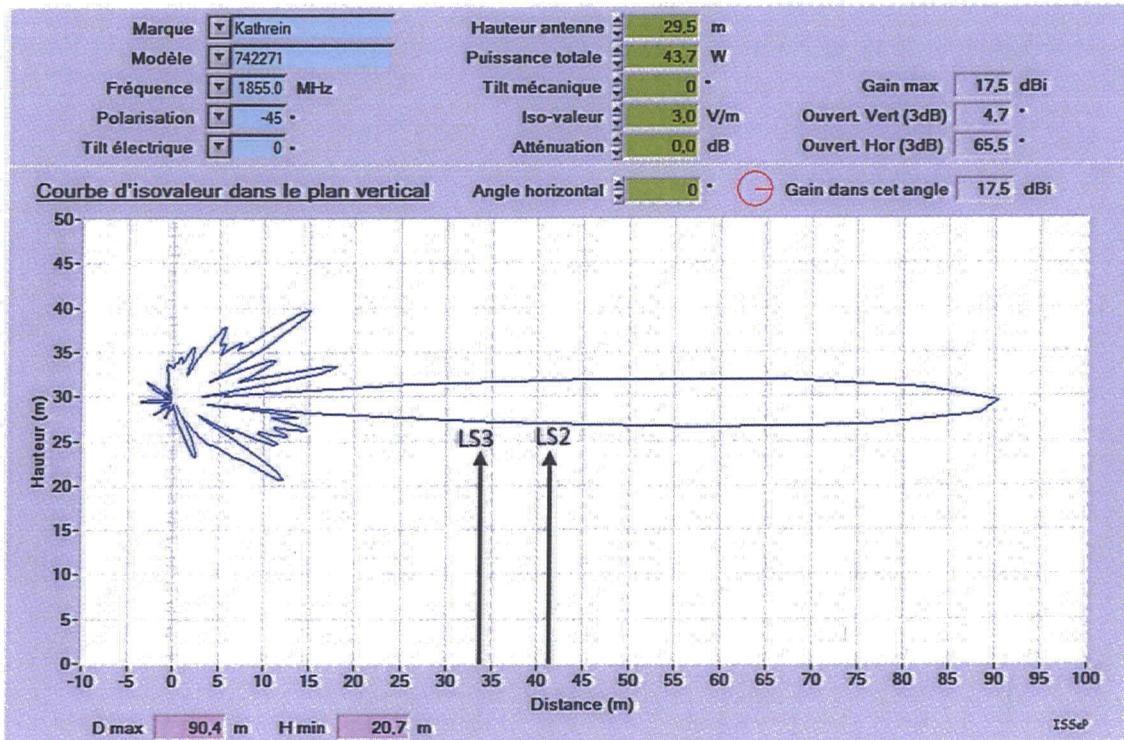 Marque Kathrein Hauteur antenne 29,5 m
Modèle 742271 Puissance totale 43,7 W
Fréquence 1855.0 MHz Tilt mécanique 0 ° Gain max 17,5 dBi
Polarisation -45 ° Iso-valeur 3,0 V/m Ouvert. Vert (3dB) 4,7 °
Tilt électrique 0 ° Atténuation 0,0 dB Ouvert. Hor (3dB) 65,5 °
Courbe d'isovaleur dans le plan vertical Angle horizontal 0 ° Gain dans cet angle 17,5 dBi
50
45
40
35
30
25
20
15
10
5
0
Hauteur (m)
LS3 LS2
-10 -5 0 5 10 15 20 25 30 35 40 45 50 55 60 65 70 75 80 85 90 95 100
Distance (m)
D max 90,4 m H min 20,7 m ISSeP